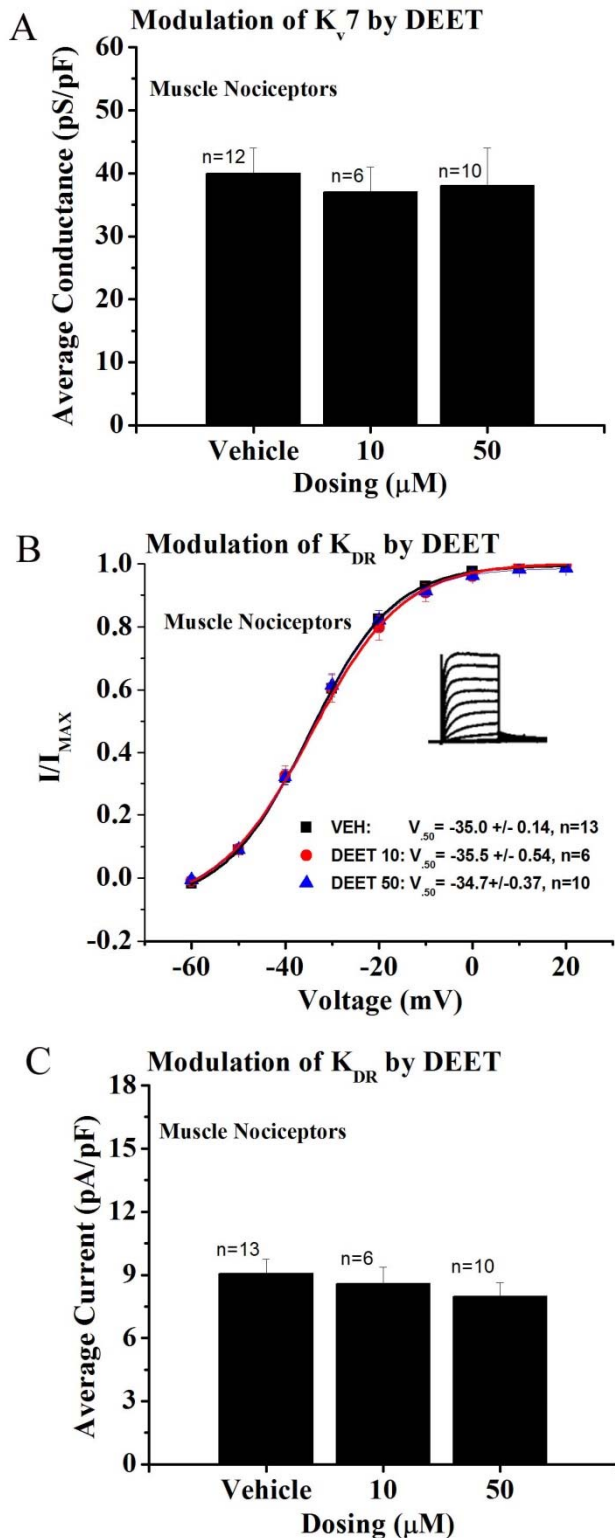 A
Modulation of Kᵥ7 by DEET
Average Conductance (pS/pF)
60
50
40
30
20
10
0
Muscle Nociceptors
n=12
n=6
n=10
Vehicle 10 50
Dosing (μM)
B
Modulation of K_DR by DEET
I/I_MAX
1.0
0.8
0.6
0.4
0.2
0.0
-0.2
Muscle Nociceptors
VEH: V.50= -35.0 +/- 0.14, n=13
DEET 10: V.50= -35.5 +/- 0.54, n=6
DEET 50: V.50= -34.7+/-0.37, n=10
-60 -40 -20 0 20
Voltage (mV)
C
Modulation of K_DR by DEET
Average Current (pA/pF)
18
15
12
9
6
3
0
Muscle Nociceptors
n=13
n=6
n=10
Vehicle 10 50
Dosing (μM)